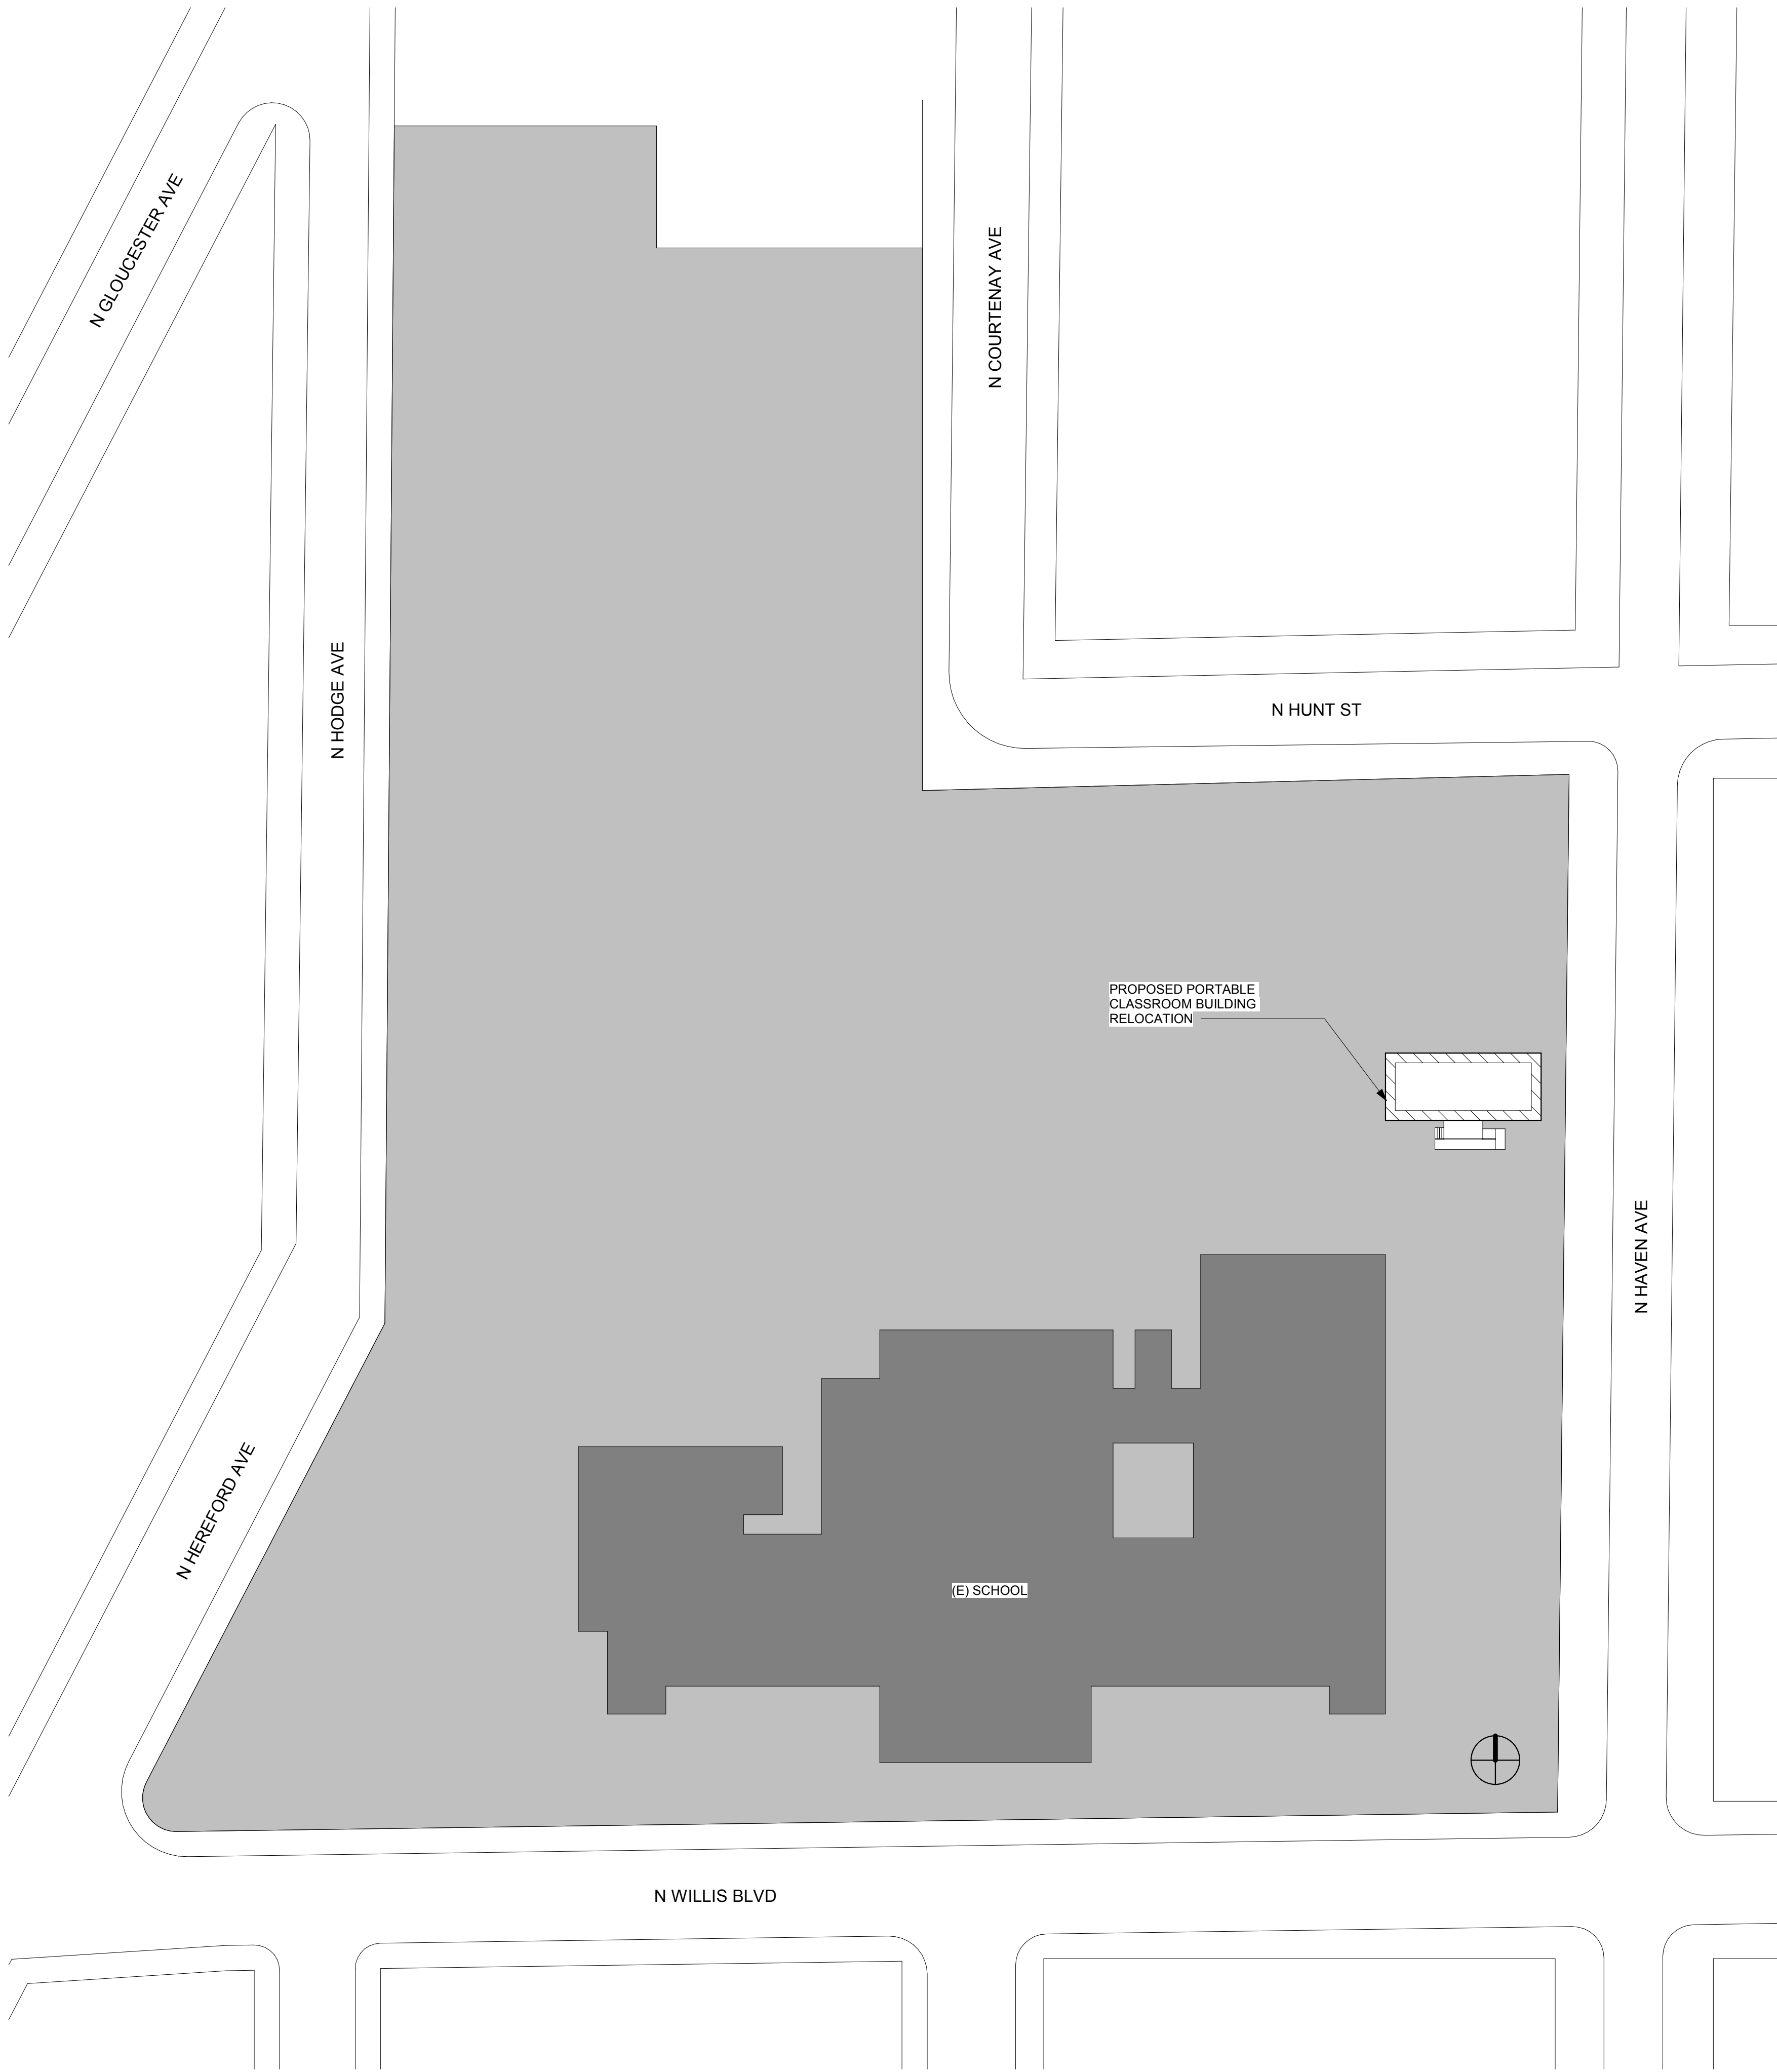 N GLOUCESTER AVE
N COURTENAY AVE
N HODGE AVE
N HUNT ST
PROPOSED PORTABLE
CLASSROOM BUILDING
RELOCATION
N HAVEN AVE
N HEREFORD AVE
(E) SCHOOL
N WILLIS BLVD